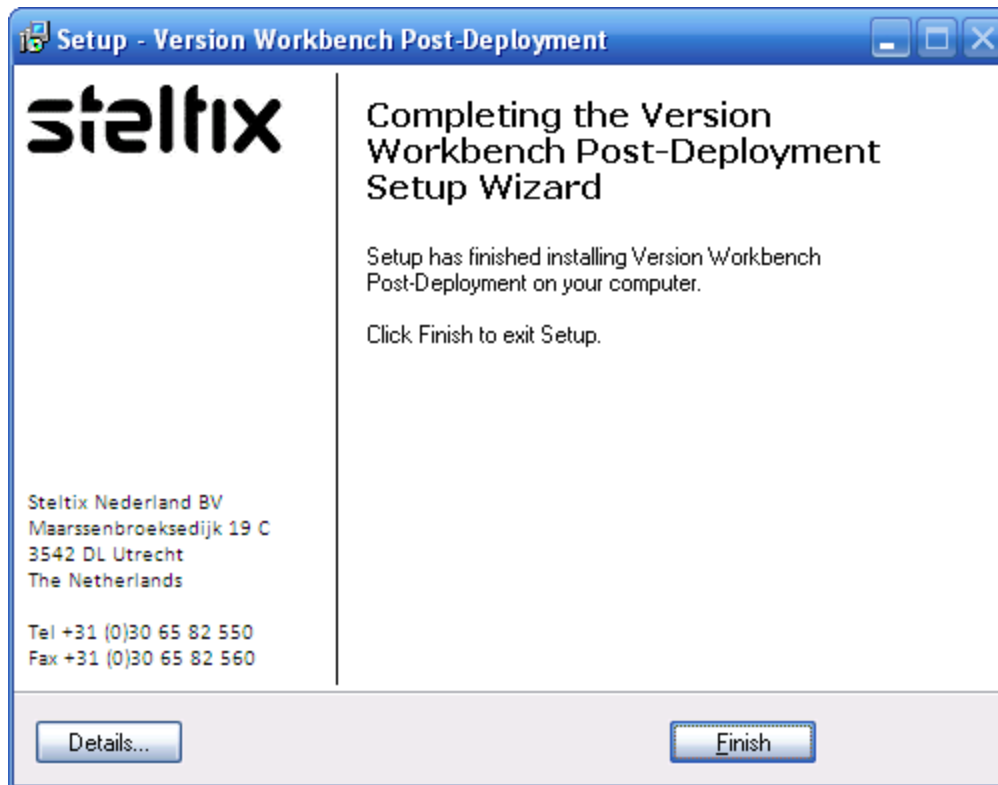 Setup - Version Workbench Post-Deployment
steltix
Completing the Version
Workbench Post-Deployment
Setup Wizard
Setup has finished installing Version Workbench
Post-Deployment on your computer.
Click Finish to exit Setup.
Steltix Nederland BV
Maarssenbroeksedijk 19 C
3542 DL Utrecht
The Netherlands
Tel +31 (0)30 65 82 550
Fax +31 (0)30 65 82 560
Details...
Finish